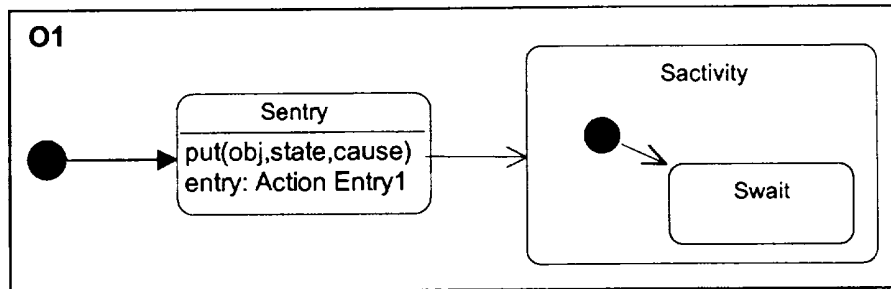 O1
Sentry
put(obj,state,cause)
entry: Action Entry1
Sactivity
Swait